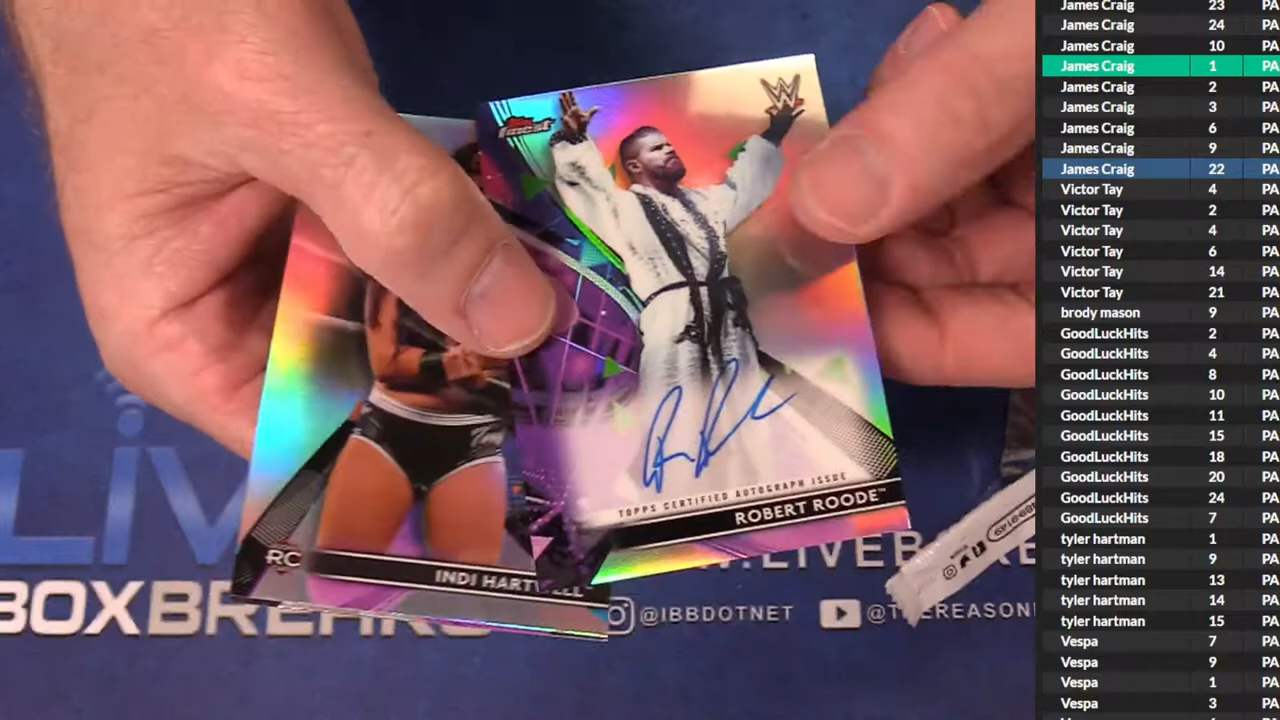 finest
W
TOPPS CERTIFIED AUTOGRAPH ISSUE
ROBERT ROODE™
RC
INDI HARTWELL
LIV
BOXBREAKS
@IBBDOTNET
James Craig 23 PA
James Craig 24 PA
James Craig 10 PA
James Craig 1 PA
James Craig 2 PA
James Craig 3 PA
James Craig 6 PA
James Craig 9 PA
James Craig 22 PA
Victor Tay 4 PA
Victor Tay 2 PA
Victor Tay 4 PA
Victor Tay 6 PA
Victor Tay 14 PA
Victor Tay 21 PA
brody mason 9 PA
GoodLuckHits 2 PA
GoodLuckHits 4 PA
GoodLuckHits 8 PA
GoodLuckHits 10 PA
GoodLuckHits 11 PA
GoodLuckHits 15 PA
GoodLuckHits 18 PA
GoodLuckHits 20 PA
GoodLuckHits 24 PA
GoodLuckHits 7 PA
tyler hartman 1 PA
tyler hartman 9 PA
tyler hartman 13 PA
tyler hartman 14 PA
tyler hartman 15 PA
Vespa 7 PA
Vespa 9 PA
Vespa 1 PA
Vespa 3 PA